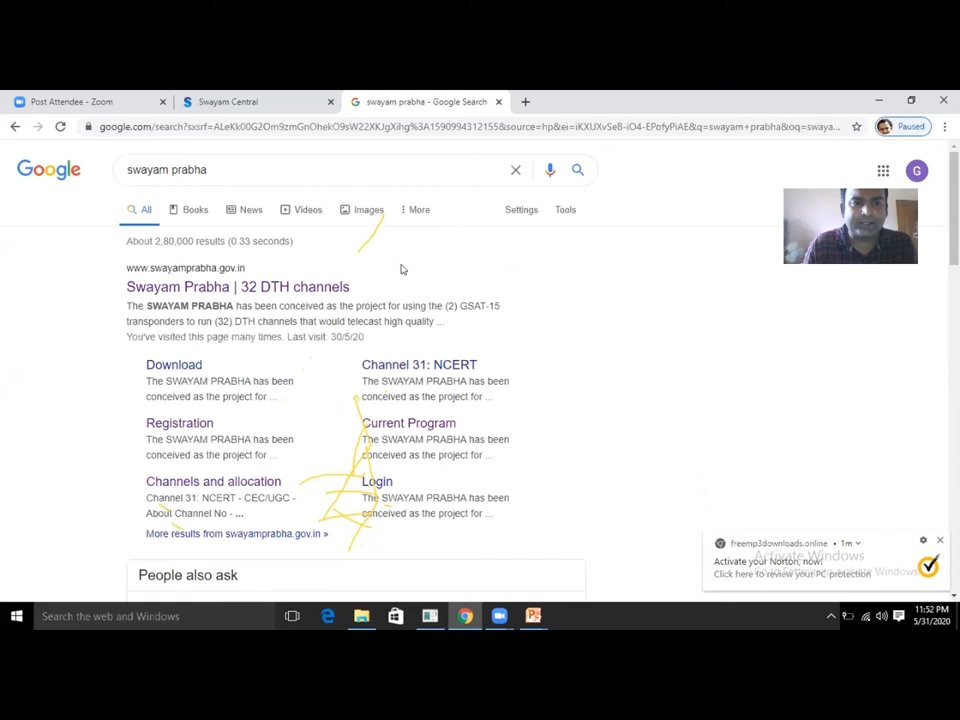 Post Attendee - Zoom
Swayam Central
swayam prabha - Google Search
google.com/search?sxsrf=ALeKk00G2Om9zmGnOhekO9sW22XKJgXihg%3A1590994312155&source=hp&ei=iKXUXvSeB-iO4-EPofyPiAE&q=swayam+prabha&oq=swaya...
Paused
Google
swayam prabha
G
All
Books
News
Videos
Images
More
Settings
Tools
About 2,80,000 results (0.33 seconds)
www.swayamprabha.gov.in
Swayam Prabha | 32 DTH channels
The SWAYAM PRABHA has been conceived as the project for using the (2) GSAT-15
transponders to run (32) DTH channels that would telecast high quality ...
You've visited this page many times. Last visit: 30/5/20
Download
The SWAYAM PRABHA has been
conceived as the project for ...
Channel 31: NCERT
The SWAYAM PRABHA has been
conceived as the project for ...
Registration
The SWAYAM PRABHA has been
conceived as the project for ...
Current Program
The SWAYAM PRABHA has been
conceived as the project for ...
Channels and allocation
Channel 31: NCERT - CEC/UGC -
About Channel No - ...
Login
The SWAYAM PRABHA has been
conceived as the project for ...
More results from swayamprabha.gov.in »
People also ask
freemp3downloads.online • 1m
Activate your Norton, now!
Click here to review your PC protection
Activate Windows
Go to Settings to activate Windows.
Search the web and Windows
11:52 PM
5/31/2020